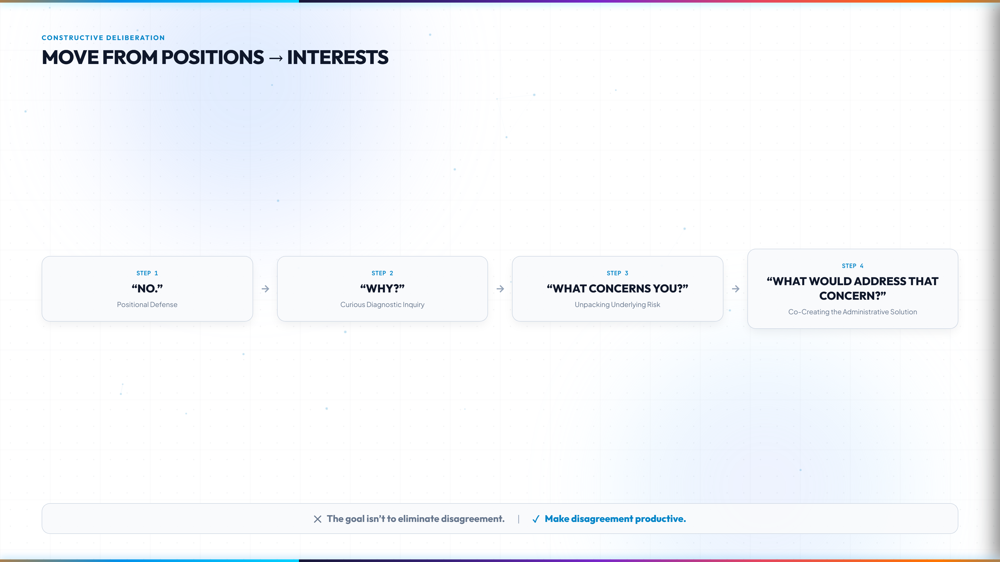 CONSTRUCTIVE DELIBERATION
MOVE FROM POSITIONS → INTERESTS
STEP 1
“NO.”
Positional Defense
→
STEP 2
“WHY?”
Curious Diagnostic Inquiry
→
STEP 3
“WHAT CONCERNS YOU?”
Unpacking Underlying Risk
→
STEP 4
“WHAT WOULD ADDRESS THAT
CONCERN?”
Co-Creating the Administrative Solution
✕ The goal isn’t to eliminate disagreement. | ✓ Make disagreement productive.